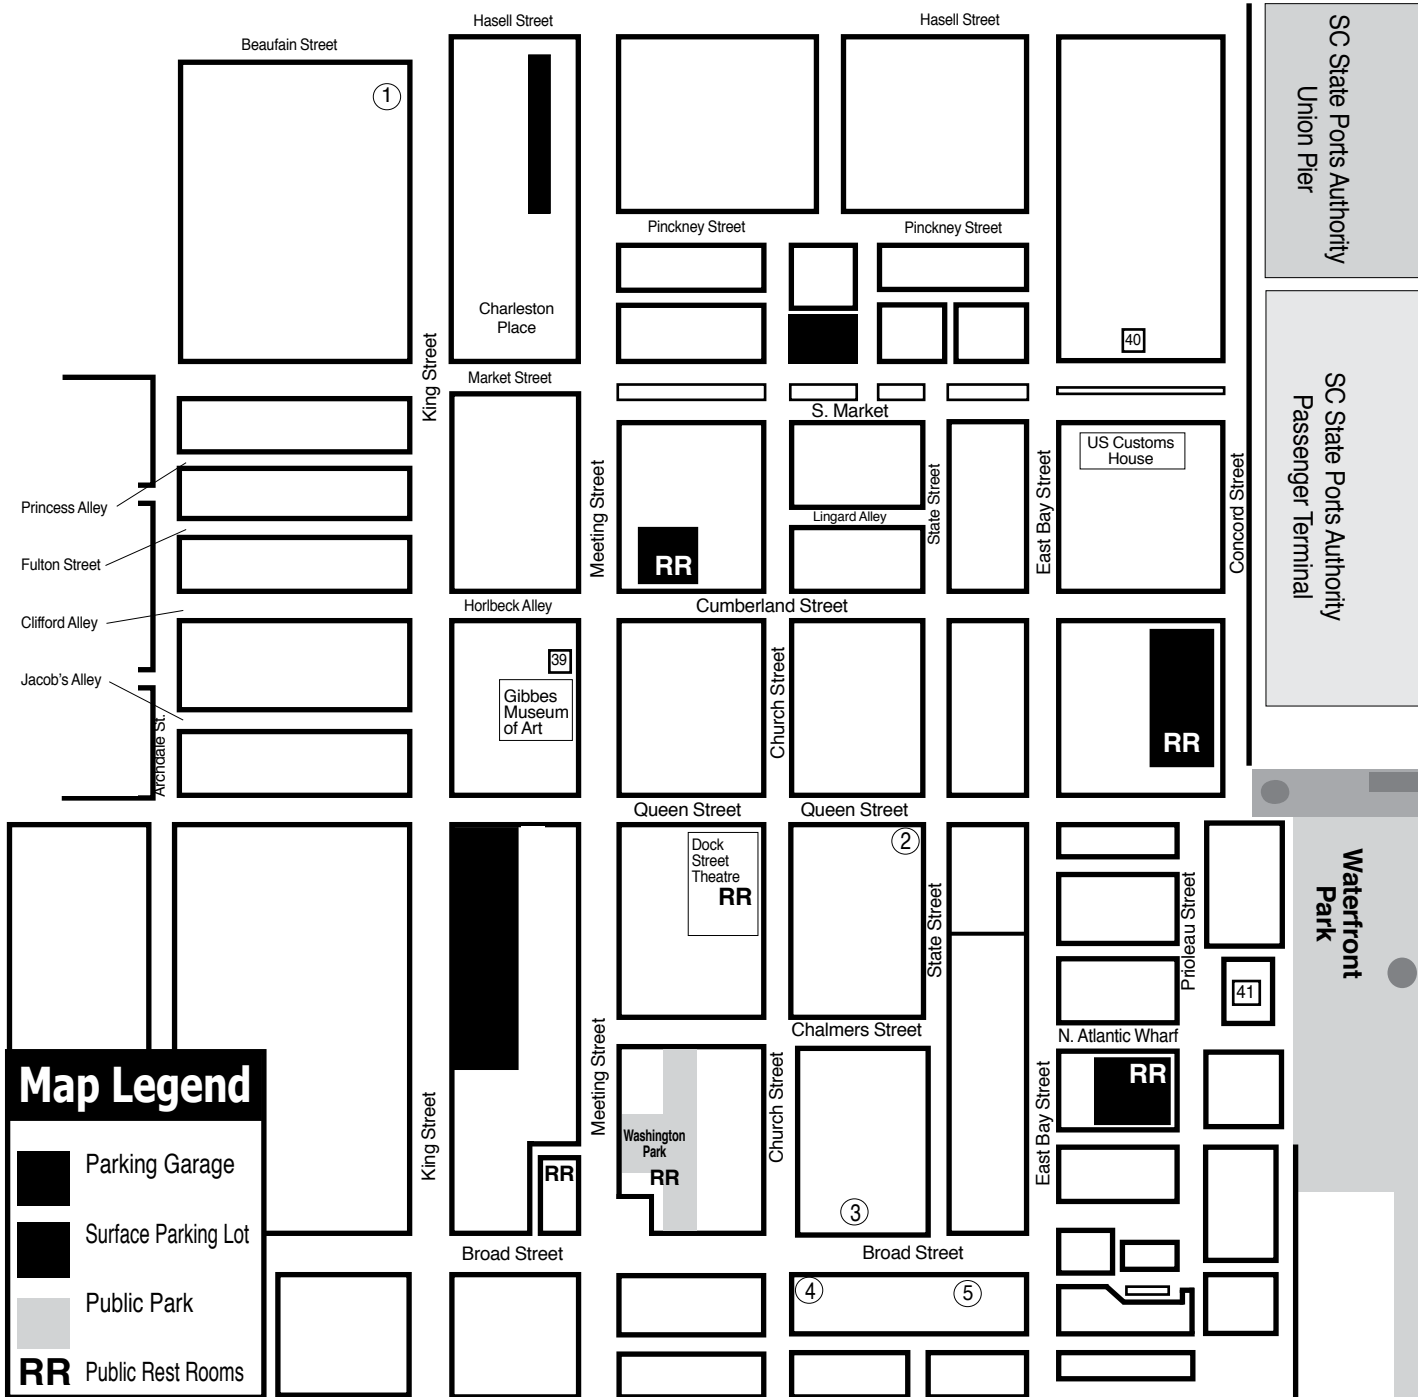 Hasell Street
Hasell Street
Beaufain Street
1
SC State Ports Authority
Union Pier
Pinckney Street
Pinckney Street
Charleston
Place
40
King Street
Market Street
S. Market
SC State Ports Authority
Passenger Terminal
US Customs
House
Meeting Street
State Street
East Bay Street
Concord Street
Princess Alley
Lingard Alley
RR
Fulton Street
Horlbeck Alley
Cumberland Street
Clifford Alley
39
Church Street
Jacob's Alley
Gibbes
Museum
of Art
Archdale St.
RR
Queen Street
Queen Street
2
Dock
Street
Theatre
RR
State Street
Prioleau Street
Waterfront
Park
41
Chalmers Street
N. Atlantic Wharf
Meeting Street
Church Street
East Bay Street
King Street
RR
Washington
Park
RR
RR
3
Broad Street
Broad Street
4
5
Map Legend
Parking Garage
Surface Parking Lot
Public Park
RR Public Rest Rooms